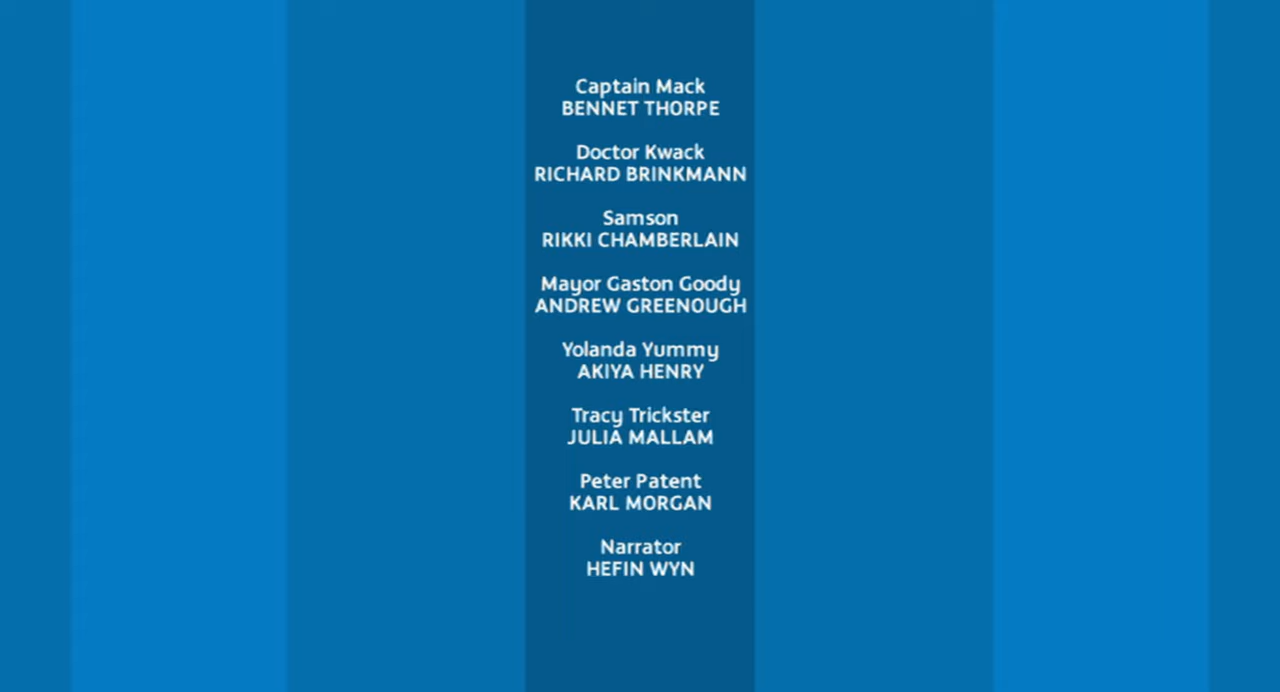 Captain Mack
BENNET THORPE
Doctor Kwack
RICHARD BRINKMANN
Samson
RIKKI CHAMBERLAIN
Mayor Gaston Goody
ANDREW GREENOUGH
Yolanda Yummy
AKIYA HENRY
Tracy Trickster
JULIA MALLAM
Peter Patent
KARL MORGAN
Narrator
HEFIN WYN